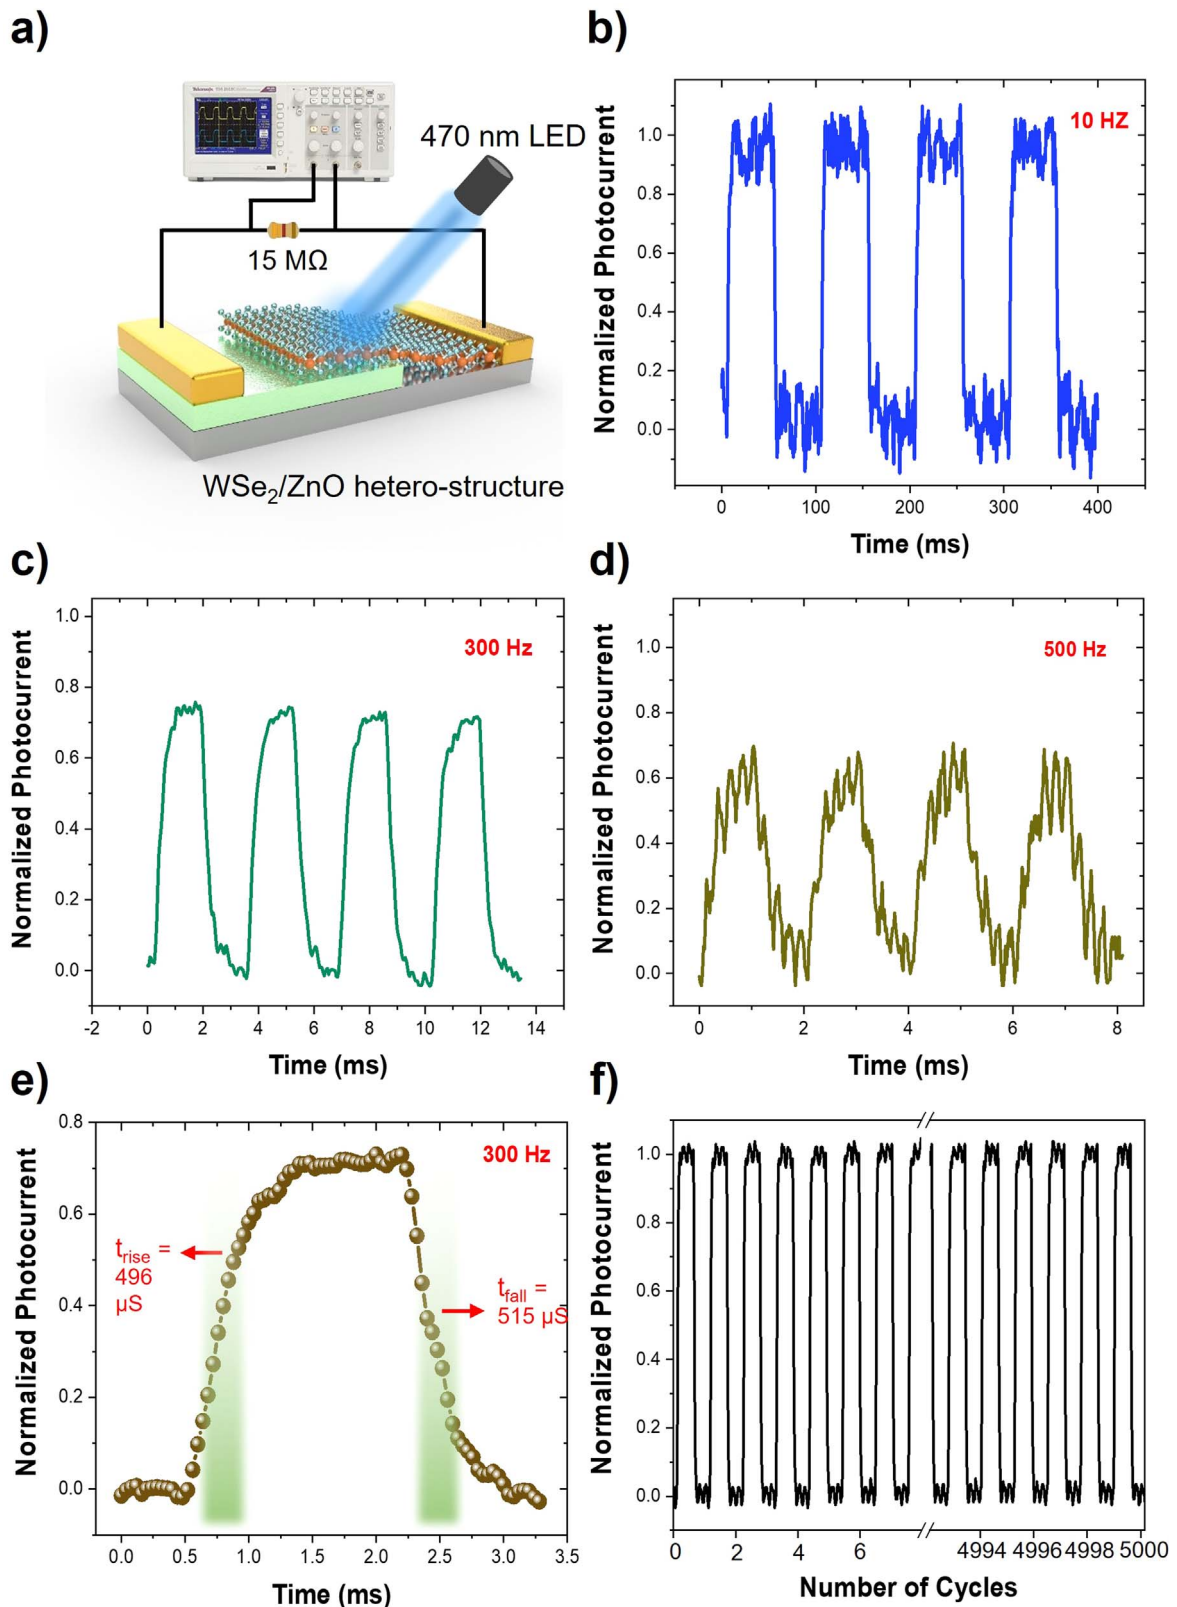 a)
Tektronix
470 nm LED
15 MΩ
WSe₂/ZnO hetero-structure
b)
10 HZ
Normalized Photocurrent
1.0
0.8
0.6
0.4
0.2
0.0
0 100 200 300 400
Time (ms)
c)
300 Hz
Normalized Photocurrent
1.0
0.8
0.6
0.4
0.2
0.0
-2 0 2 4 6 8 10 12 14
Time (ms)
d)
500 Hz
Normalized Photocurrent
1.0
0.8
0.6
0.4
0.2
0.0
0 2 4 6 8
Time (ms)
e)
300 Hz
Normalized Photocurrent
0.8
0.6
0.4
0.2
0.0
t_rise =
496
µS
t_fall =
515 µS
0.0 0.5 1.0 1.5 2.0 2.5 3.0 3.5
Time (ms)
f)
Normalized Photocurrent
1.0
0.8
0.6
0.4
0.2
0.0
0 2 4 6 4994 4996 4998 5000
Number of Cycles